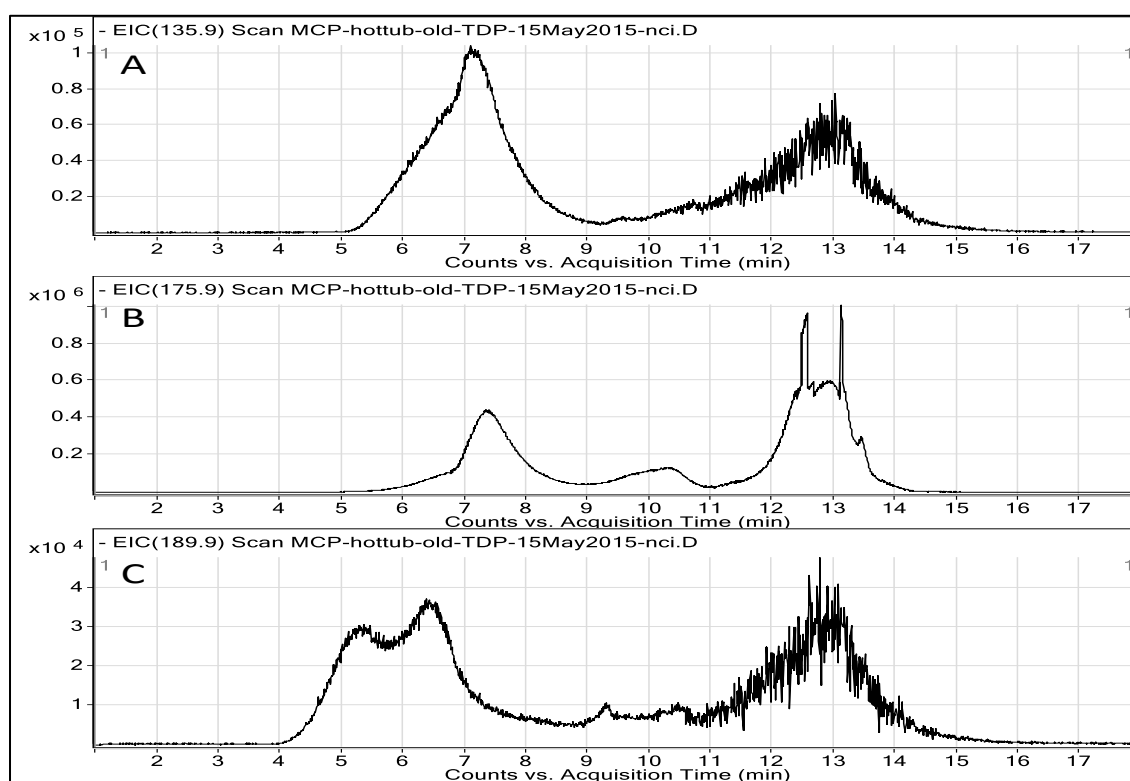 - EIC(135.9) Scan MCP-hottub-old-TDP-15May2015-nci.D
x10 5
1 1
A
1
0.8
0.6
0.4
0.2
2 3 4 5 6 7 8 9 10 11 12 13 14 15 16 17
Counts vs. Acquisition Time (min)
- EIC(175.9) Scan MCP-hottub-old-TDP-15May2015-nci.D
x10 6
1 1
B
0.8
0.6
0.4
0.2
2 3 4 5 6 7 8 9 10 11 12 13 14 15 16 17
Counts vs. Acquisition Time (min)
- EIC(189.9) Scan MCP-hottub-old-TDP-15May2015-nci.D
x10 4
1 1
C
4
3
2
1
2 3 4 5 6 7 8 9 10 11 12 13 14 15 16 17
Counts vs. Acquisition Time (min)